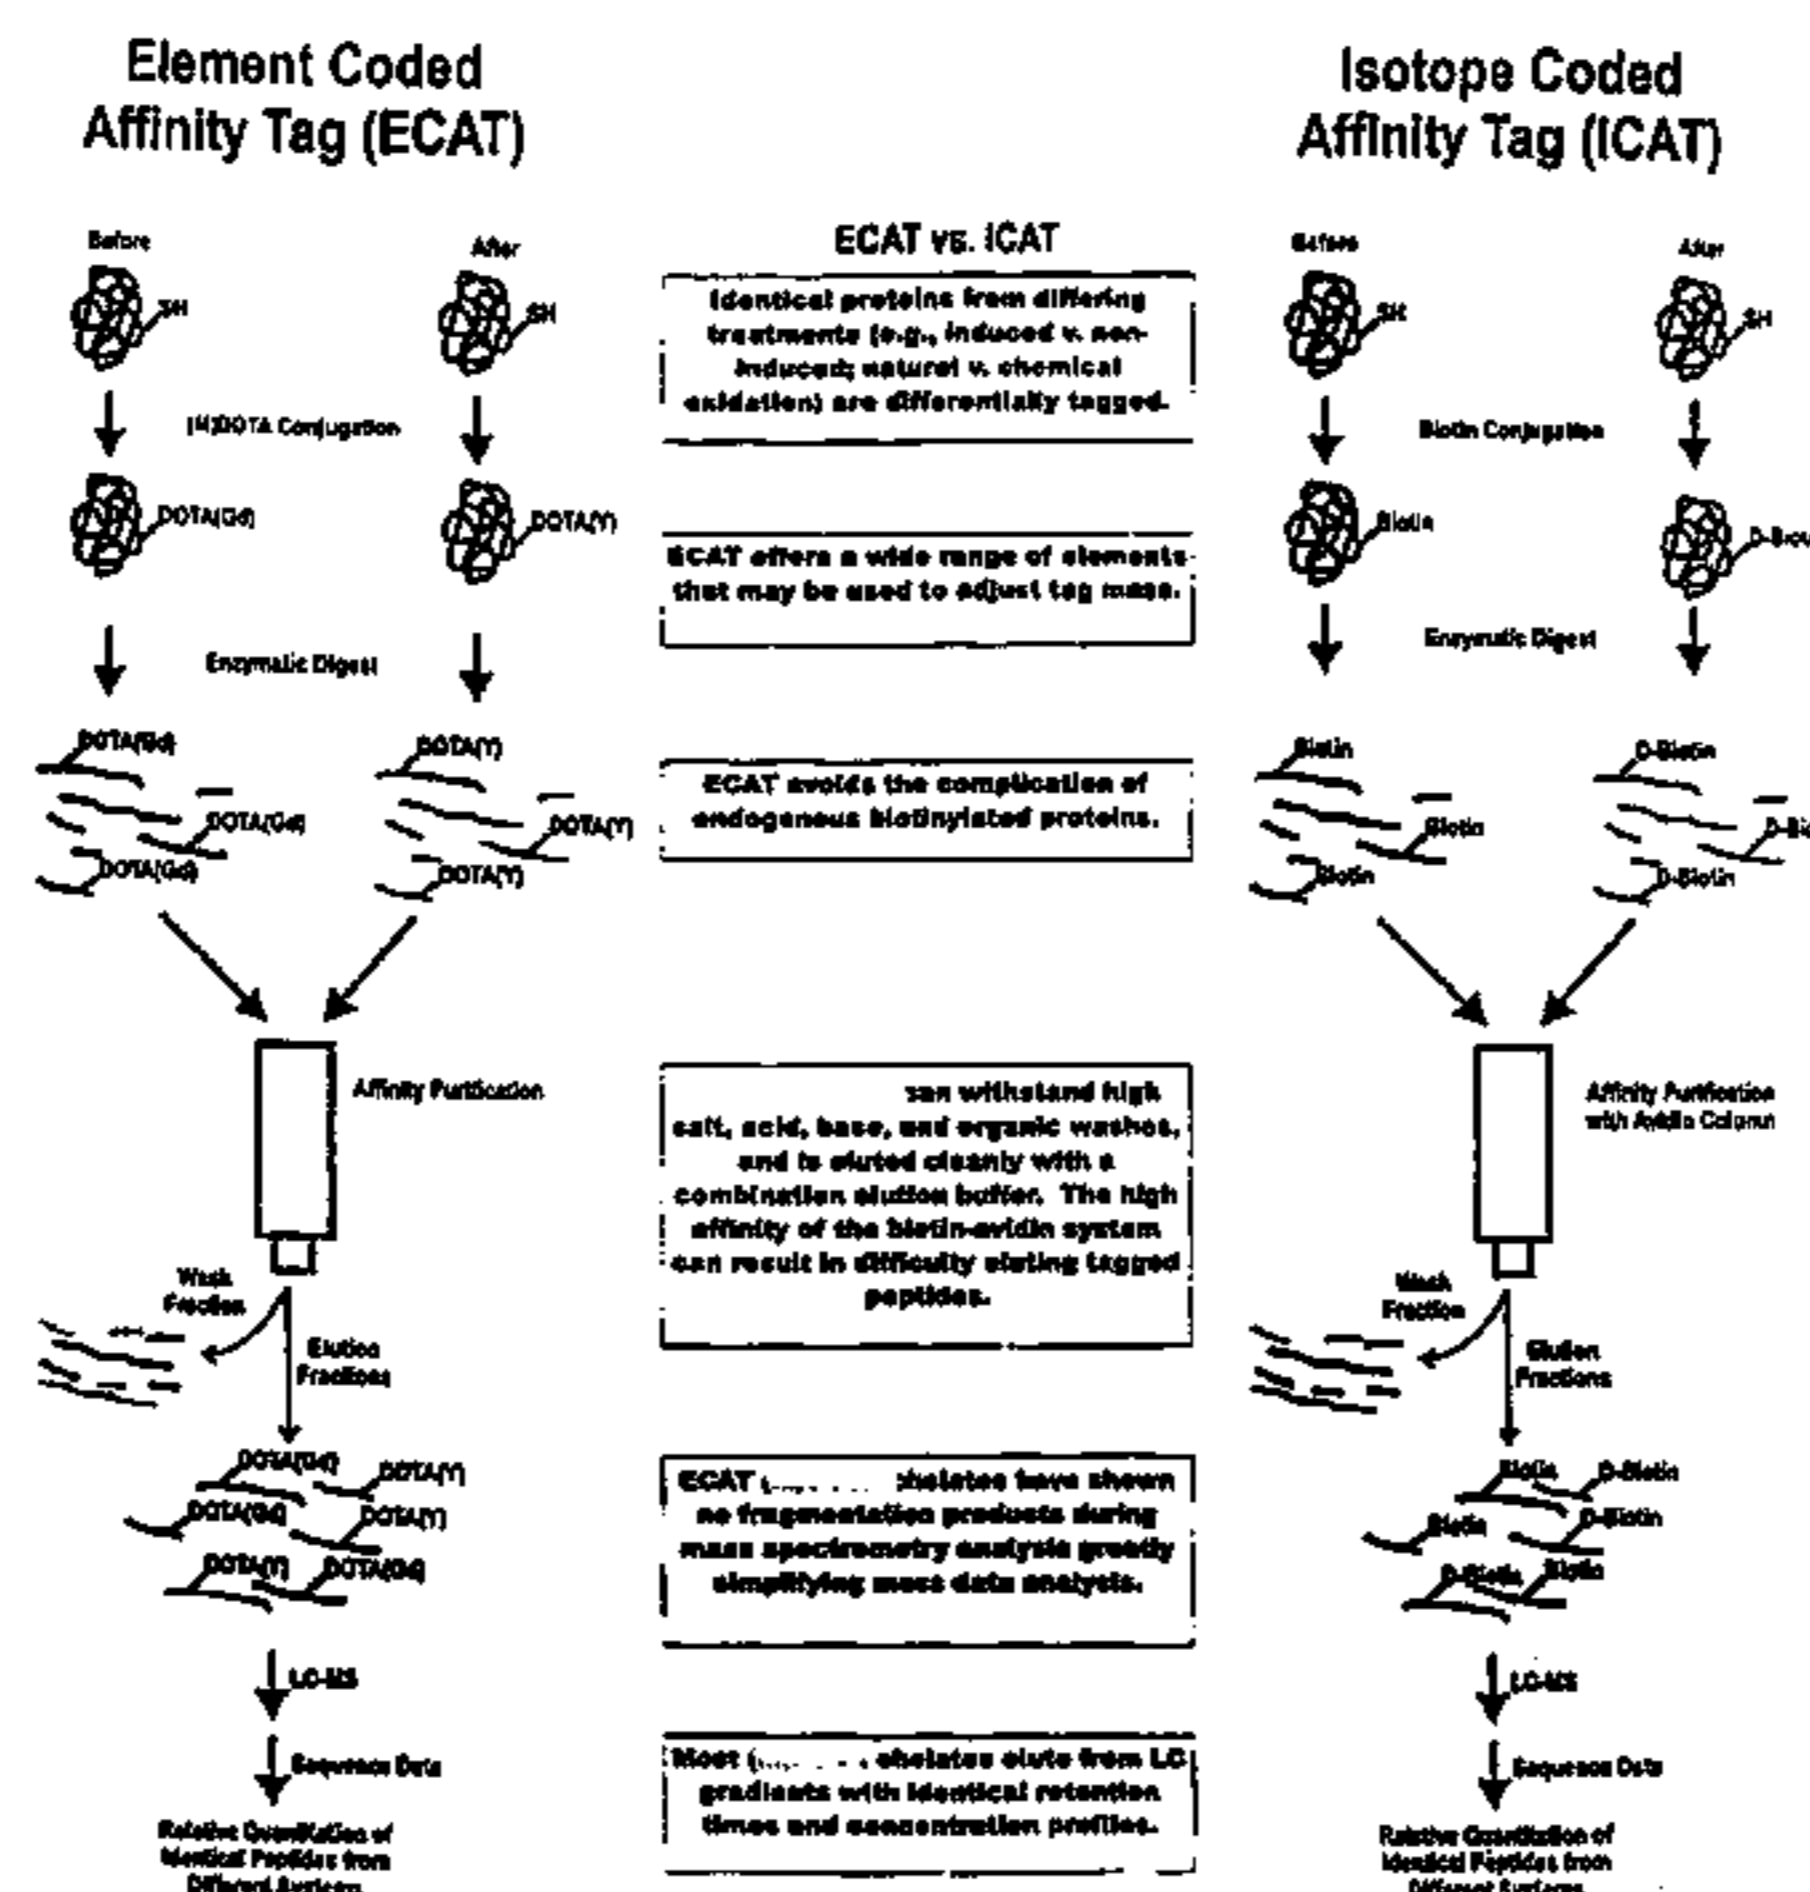 Element Coded
Affinity Tag (ECAT)
Before
After
SH
SH
(M)DOTA Conjugation
DOTA(Gd)
DOTA(Y)
Enzymatic Digest
DOTA(Gd)
DOTA(Y)
DOTA(Gd)
DOTA(Y)
DOTA(Gd)
DOTA(Y)
Affinity Purification
Wash
Fraction
Elution
Fractions
DOTA(Gd)
DOTA(Y)
DOTA(Gd)
DOTA(Y)
DOTA(Y)
DOTA(Gd)
LC-MS
Sequence Data
Relative Quantitation of
Identical Peptides from
Different Systems
ECAT vs. ICAT
Identical proteins from differing
treatments (e.g., induced v. non-
induced; natural v. chemical
oxidation) are differentially tagged.
ECAT offers a wide range of elements
that may be used to adjust tag mass.
ECAT avoids the complication of
endogenous biotinylated proteins.
can withstand high
salt, acid, base, and organic washes,
and is eluted cleanly with a
combination elution buffer. The high
affinity of the biotin-avidin system
can result in difficulty eluting tagged
peptides.
ECAT chelates have shown
no fragmentation products during
mass spectrometry analysis greatly
simplifying mass data analysis.
Most chelates elute from LC
gradients with identical retention
times and concentration profiles.
Isotope Coded
Affinity Tag (ICAT)
Before
After
SH
SH
Biotin Conjugation
Biotin
Enzymatic Digest
Biotin
D-Biotin
Biotin
Biotin
D-Biotin
Affinity Purification
with Avidin Column
Wash
Fraction
Elution
Fractions
Biotin
D-Biotin
Biotin
D-Biotin
D-Biotin
Biotin
LC-MS
Sequence Data
Relative Quantitation of
Identical Peptides from
Different Systems